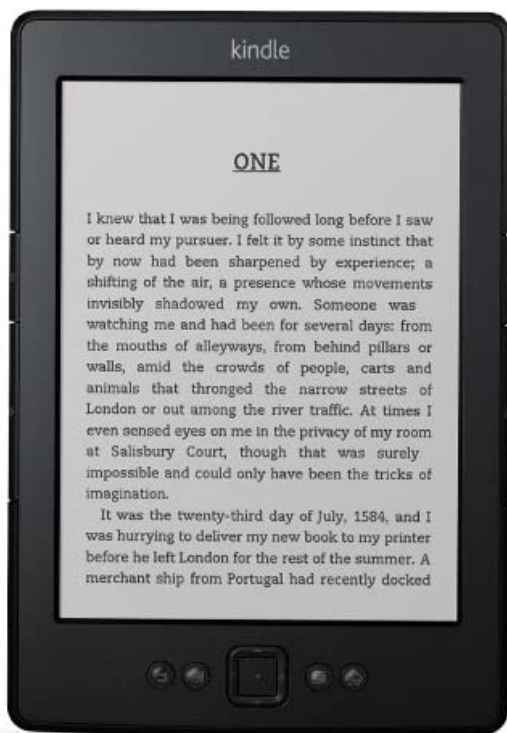 kindle
ONE
I knew that I was being followed long before I saw
or heard my pursuer. I felt it by some instinct that
by now had been sharpened by experience; a
shifting of the air, a presence whose movements
invisibly shadowed my own. Someone was
watching me and had been for several days: from
the mouths of alleyways, from behind pillars or
walls, amid the crowds of people, carts and
animals that thronged the narrow streets of
London or out among the river traffic. At times I
even sensed eyes on me in the privacy of my room
at Salisbury Court, though that was surely
impossible and could only have been the tricks of
imagination.
It was the twenty-third day of July, 1584, and I
was hurrying to deliver my new book to my printer
before he left London for the rest of the summer. A
merchant ship from Portugal had recently docked